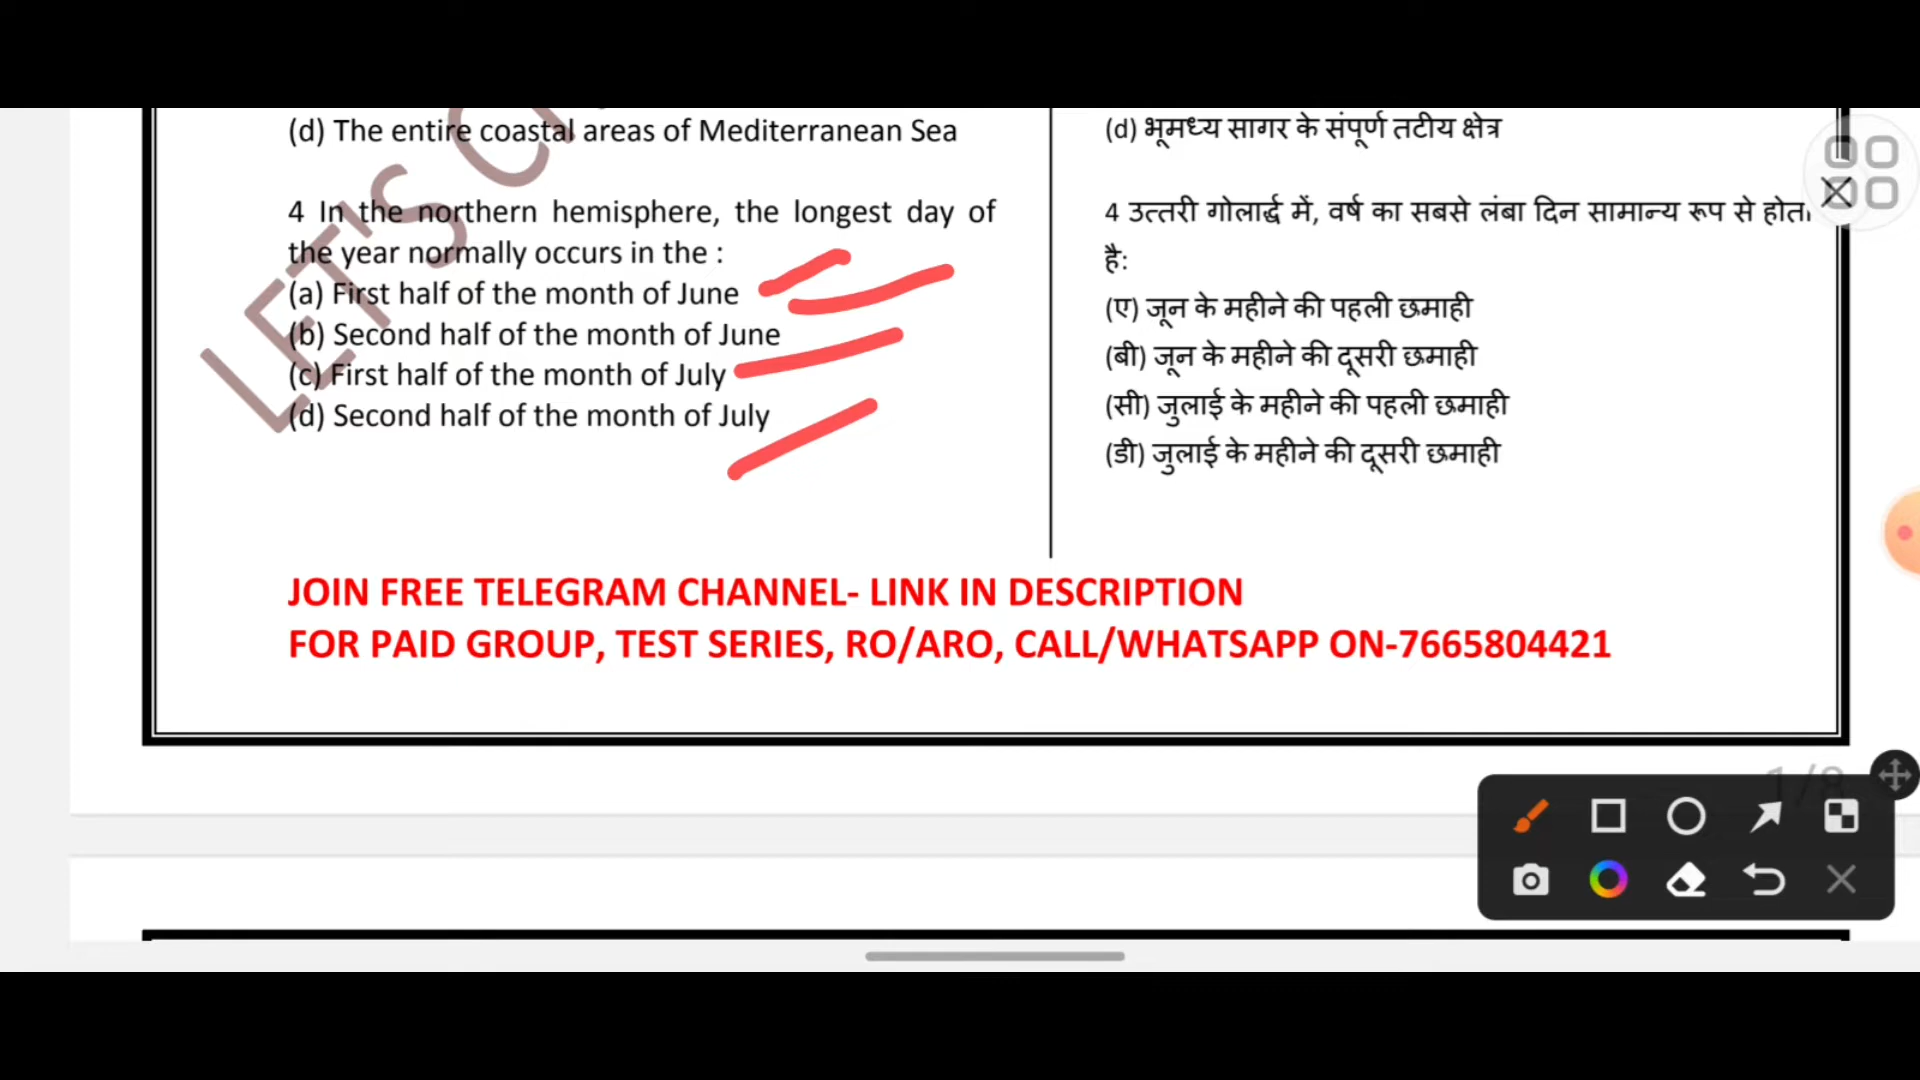 (d) The entire coastal areas of Mediterranean Sea
4 In the northern hemisphere, the longest day of
the year normally occurs in the :
(a) First half of the month of June
(b) Second half of the month of June
(c) First half of the month of July
(d) Second half of the month of July
(d) भूमध्य सागर के संपूर्ण तटीय क्षेत्र
4 उत्तरी गोलार्द्ध में, वर्ष का सबसे लंबा दिन सामान्य रूप से होता
है:
(ए) जून के महीने की पहली छमाही
(बी) जून के महीने की दूसरी छमाही
(सी) जुलाई के महीने की पहली छमाही
(डी) जुलाई के महीने की दूसरी छमाही
LET'S
JOIN FREE TELEGRAM CHANNEL- LINK IN DESCRIPTION
FOR PAID GROUP, TEST SERIES, RO/ARO, CALL/WHATSAPP ON-7665804421
1/8